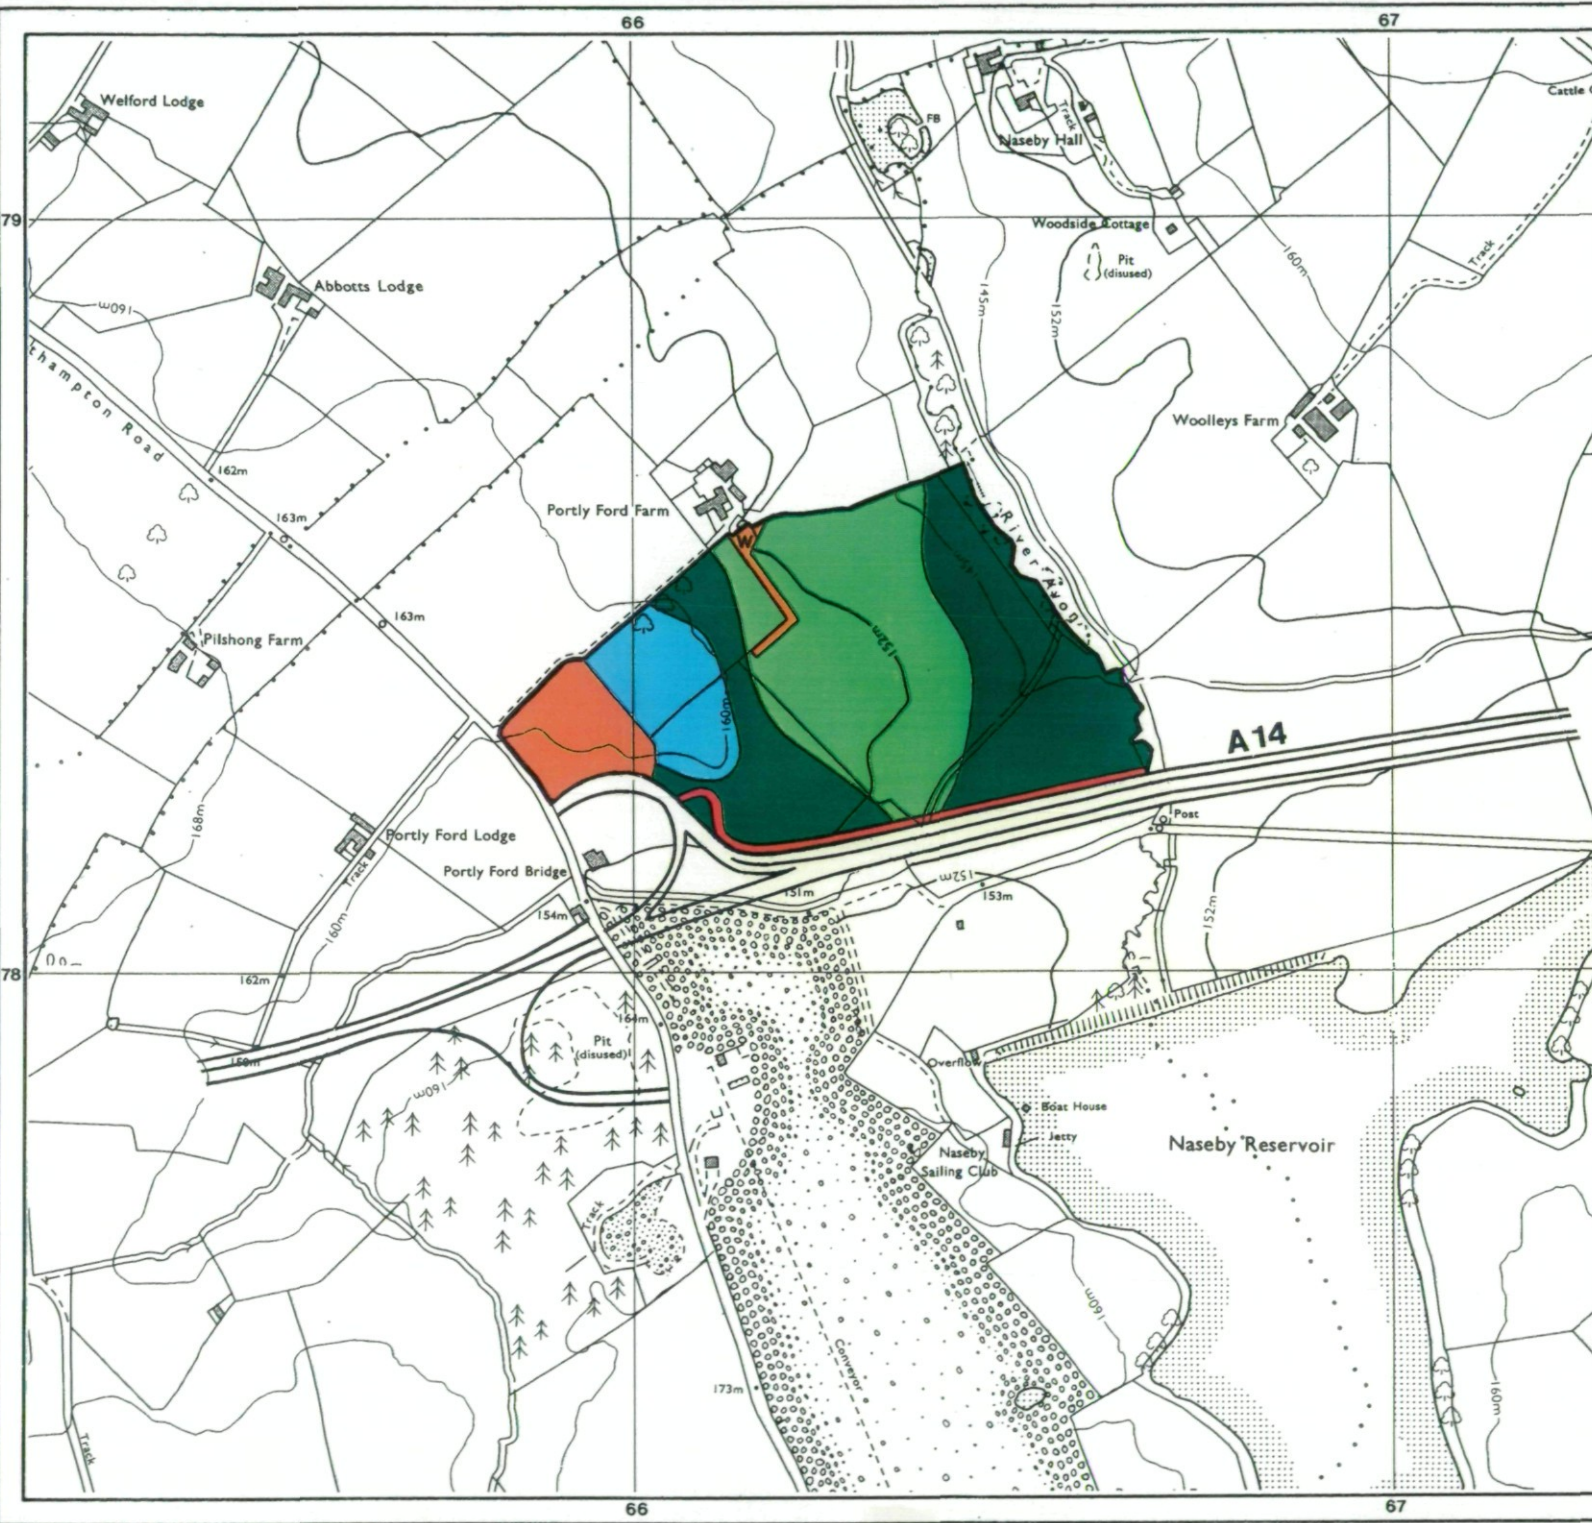 66
67
Welford Lodge
FB
Track
Naseby Hall
Cattle
79
Woodside Cottage
Pit
(disused)
160m
Track
145m
152m
Abbotts Lodge
160m
thampton Road
162m
Woolleys Farm
163m
Portly Ford Farm
W
River Avon
163m
152m
Pilshong Farm
160m
A14
168m
Portly Ford Lodge
Track
Post
Portly Ford Bridge
151m
152m
153m
154m
152m
160m
78
162m
164m
Pit
(disused)
Overflow
160m
Boat House
Jetty
Naseby Reservoir
Naseby
Sailing Club
Track
160m
Conveyor
173m
160m
Track
66
67